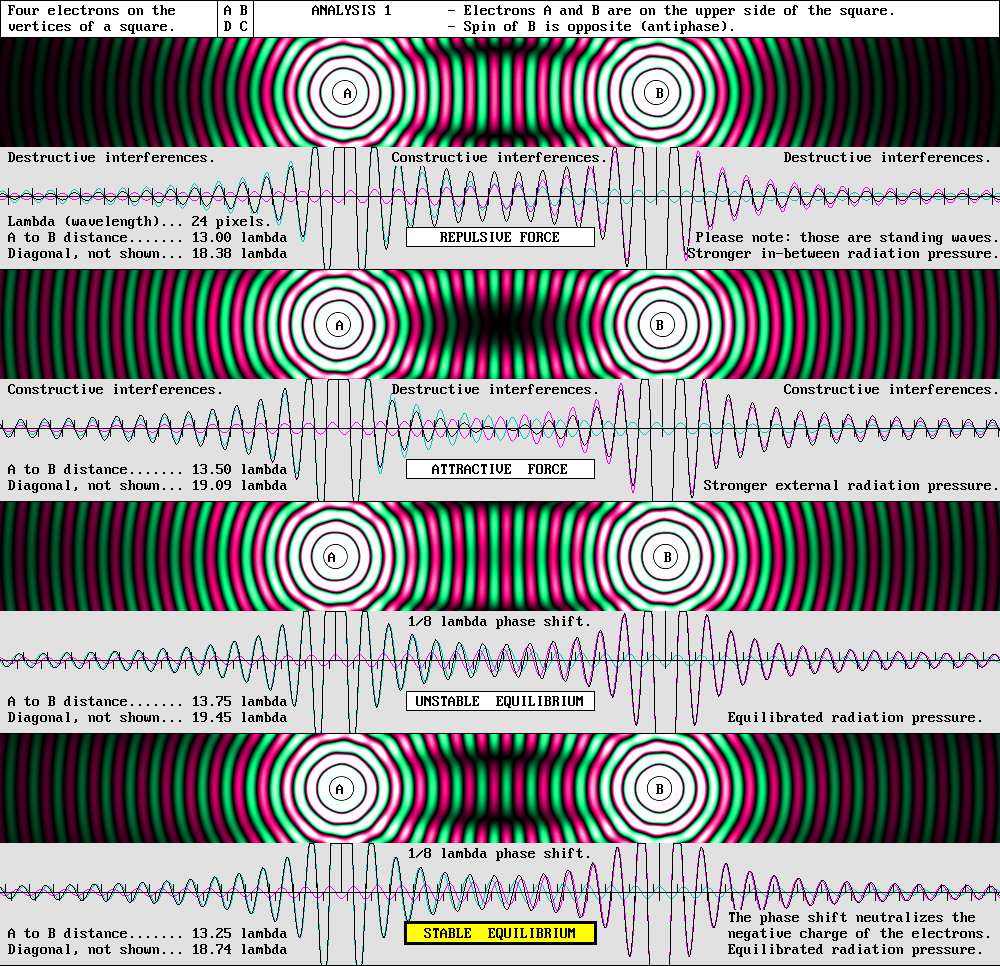 Four electrons on the
vertices of a square.
A B
D C
ANALYSIS 1
- Electrons A and B are on the upper side of the square.
- Spin of B is opposite (antiphase).
A
B
Destructive interferences.
Constructive interferences.
Destructive interferences.
Lambda (wavelength)... 24 pixels.
A to B distance....... 13.00 lambda
Diagonal, not shown... 18.38 lambda
REPULSIVE FORCE
Please note: those are standing waves.
Stronger in-between radiation pressure.
A
B
Constructive interferences.
Destructive interferences.
Constructive interferences.
A to B distance....... 13.50 lambda
Diagonal, not shown... 19.09 lambda
ATTRACTIVE FORCE
Stronger external radiation pressure.
A
B
1/8 lambda phase shift.
A to B distance....... 13.75 lambda
Diagonal, not shown... 19.45 lambda
UNSTABLE EQUILIBRIUM
Equilibrated radiation pressure.
A
B
1/8 lambda phase shift.
A to B distance....... 13.25 lambda
Diagonal, not shown... 18.74 lambda
STABLE EQUILIBRIUM
The phase shift neutralizes the
negative charge of the electrons.
Equilibrated radiation pressure.